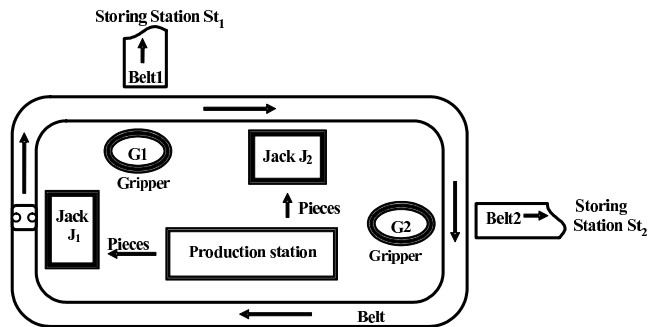 Storing Station St1
Belt1
G1
Gripper
Jack J2
Jack
J1
Pieces
Pieces
Production station
G2
Gripper
Belt2
Storing
Station St2
Belt